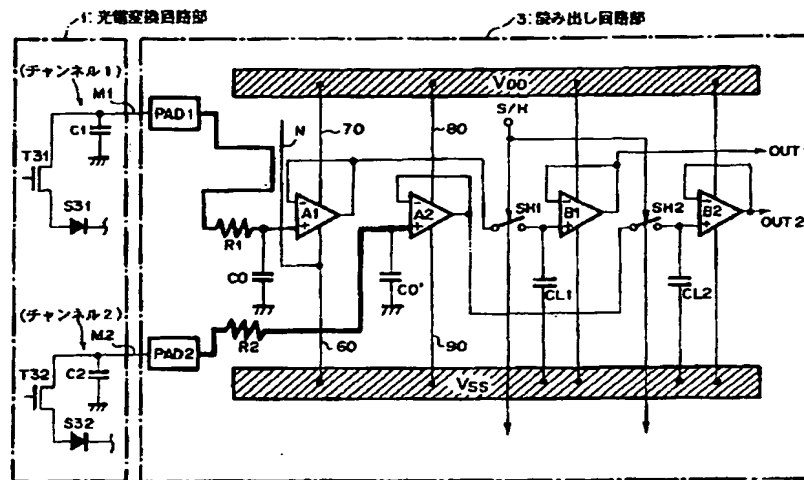 1:光電変換回路部
3:読み出し回路部
(チャンネル1)
M1
PAD1
C1
T31
S31
VDD
S/H
N
70
80
OUT 1
A1
A2
SH1
B1
SH2
B2
OUT 2
R1
C0
C0'
CL1
CL2
(チャンネル2)
M2
PAD2
R2
60
90
C2
T32
S32
VSS